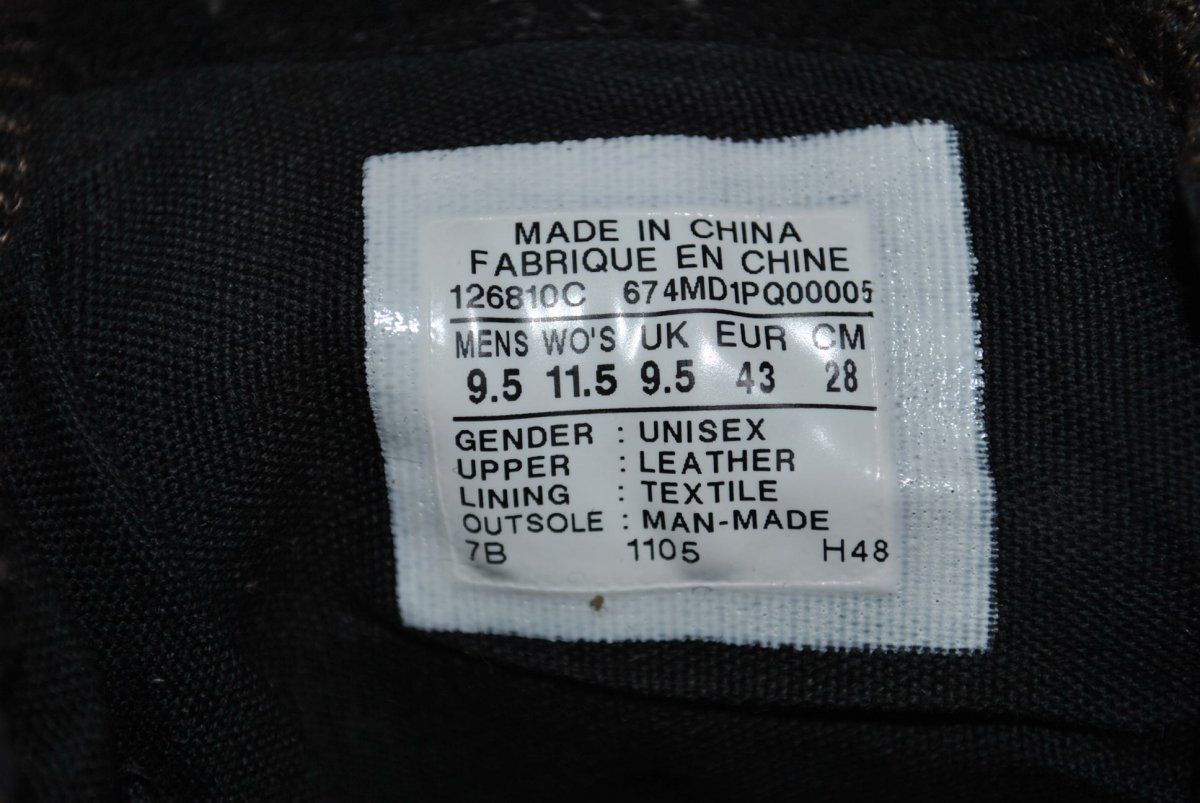 MADE IN CHINA
FABRIQUE EN CHINE
126810C 674MD1PQ00005
MENS WO'S UK EUR CM
9.5 11.5 9.5 43 28
GENDER : UNISEX
UPPER : LEATHER
LINING : TEXTILE
OUTSOLE : MAN-MADE
7B 1105 H48